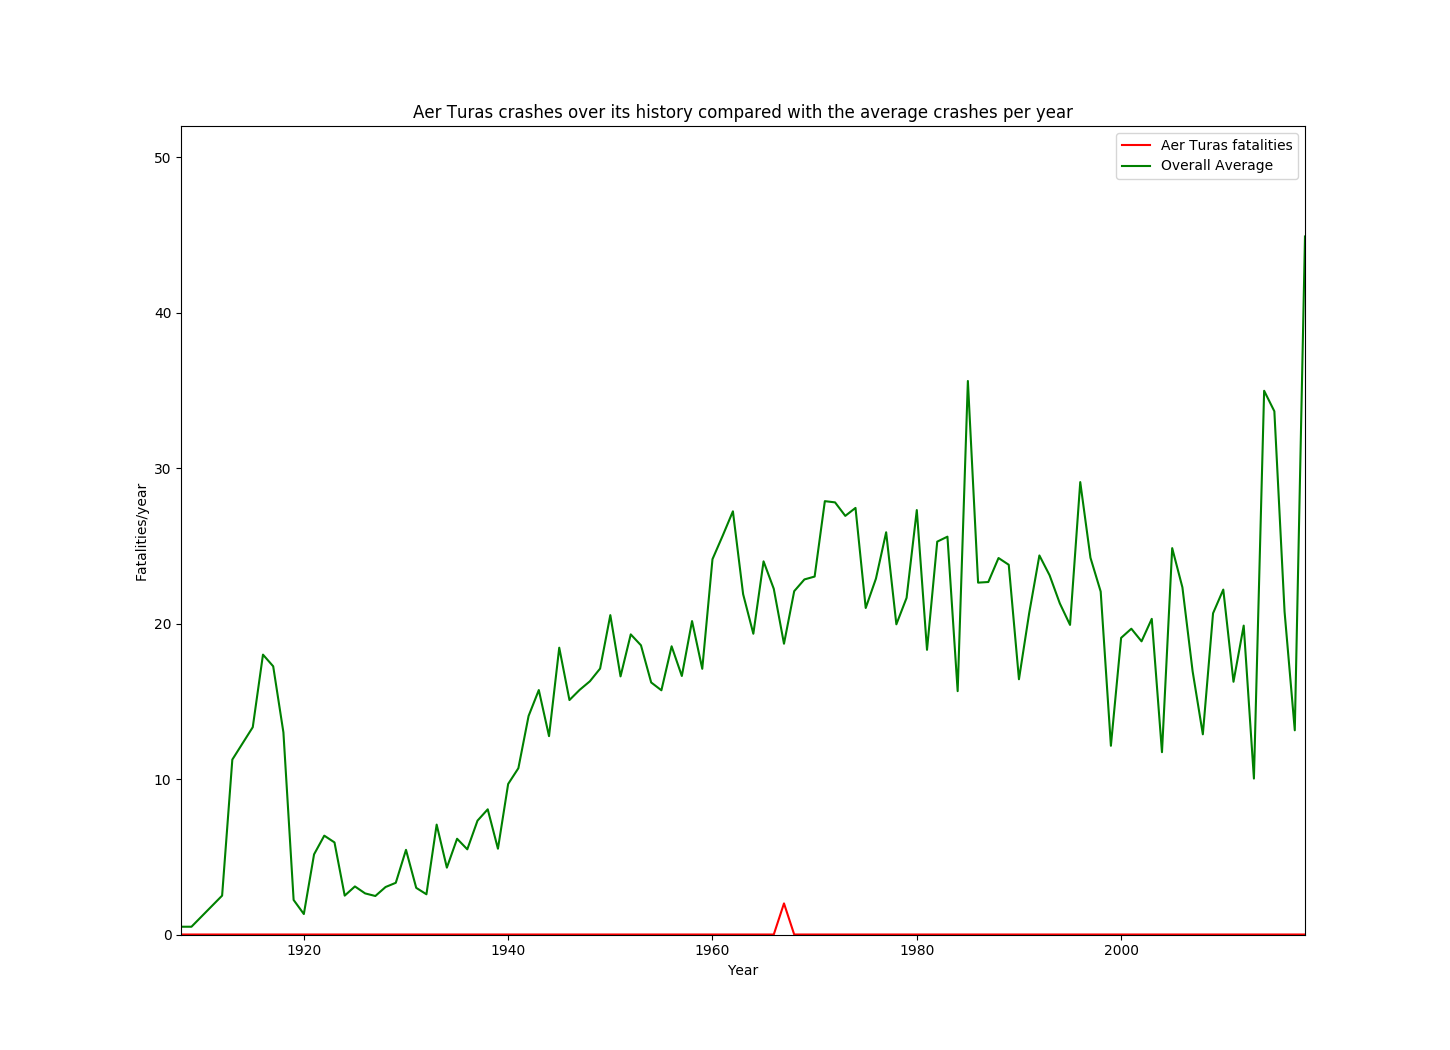 Aer Turas crashes over its history compared with the average crashes per year
Aer Turas fatalities
Overall Average
50
40
30
20
10
0
Fatalities/year
1920 1940 1960 1980 2000
Year